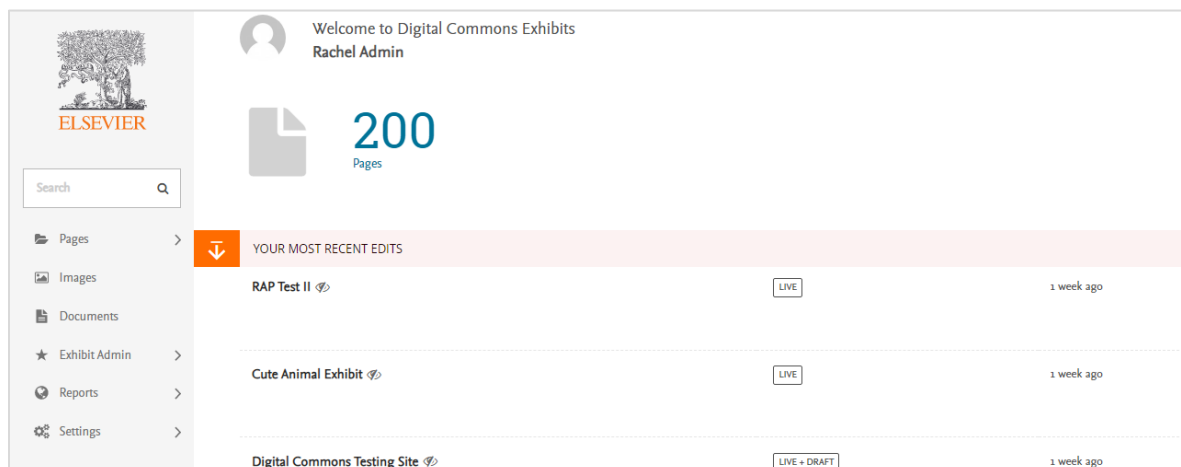 Welcome to Digital Commons Exhibits
Rachel Admin
ELSEVIER
200
Pages
Search
Pages
Images
Documents
Exhibit Admin
Reports
Settings
YOUR MOST RECENT EDITS
RAP Test II LIVE 1 week ago
Cute Animal Exhibit LIVE 1 week ago
Digital Commons Testing Site LIVE + DRAFT 1 week ago